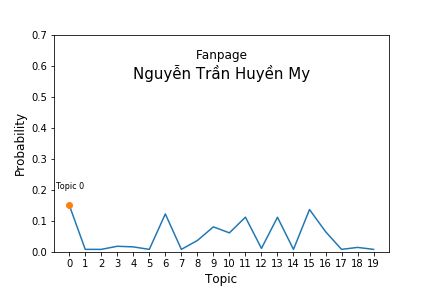 Fanpage
Nguyễn Trần Huyền My
0.7
0.6
0.5
0.4
0.3
0.2
0.1
0.0
Probability
Topic 0
0 1 2 3 4 5 6 7 8 9 10 11 12 13 14 15 16 17 18 19
Topic